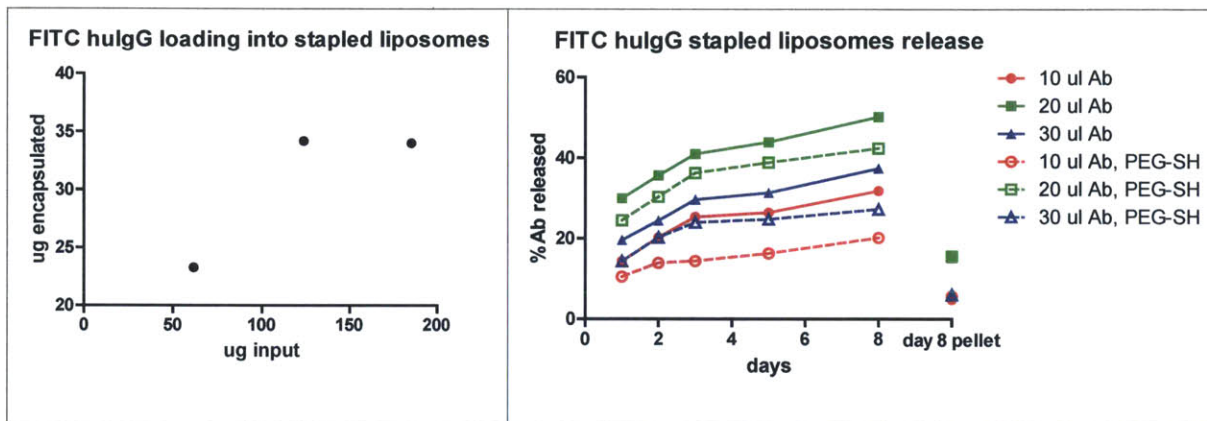 FITC huIgG loading into stapled liposomes
40
35
30
25
20
ug encapsulated
0
50
100
150
200
ug input
FITC huIgG stapled liposomes release
60
40
20
0
%Ab released
0
2
4
6
8
day 8 pellet
days
10 ul Ab
20 ul Ab
30 ul Ab
10 ul Ab, PEG-SH
20 ul Ab, PEG-SH
30 ul Ab, PEG-SH